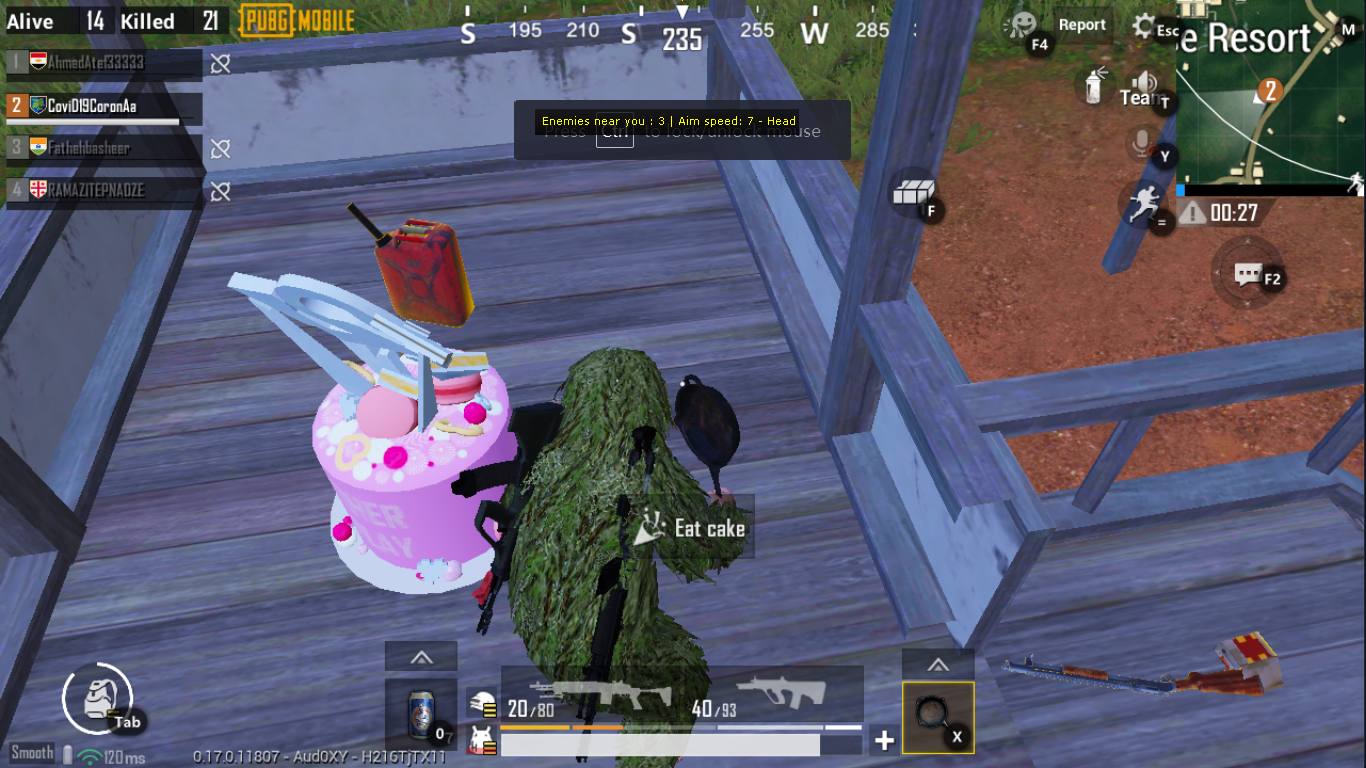 Alive 14 Killed 21 PUBG MOBILE
S 195 210 S 235 255 W 285
F4
Report
Esc
e Resort
M
1 AhmedAtef33333
2 CoviD19CoronAa
3 Fathehbasheer
4 RAMAZITEPNADZE
Enemies near you : 3 | Aim speed: 7 - Head
Press Ctrl to lock/unlock mouse
Team T
2
Y
F
=
00:27
F2
Eat cake
Tab
0
20/80
40/93
X
Smooth
120 ms
0.17.0.11807 - Aud0XY - H216TjTX11